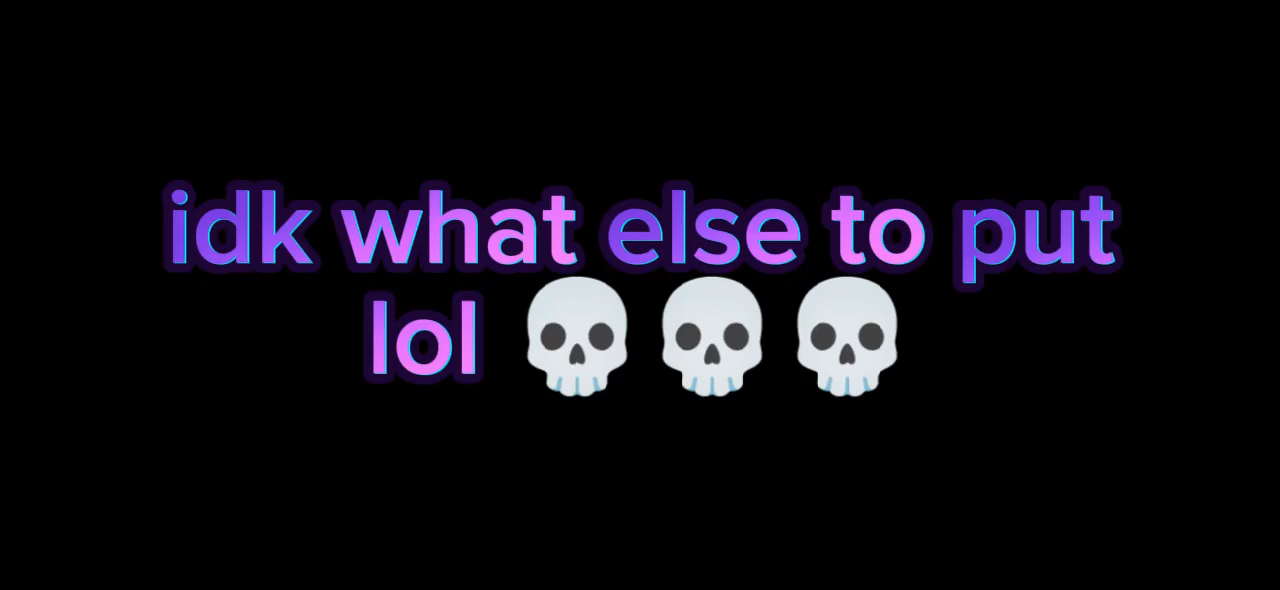 idk what else to put
lol 💀💀💀